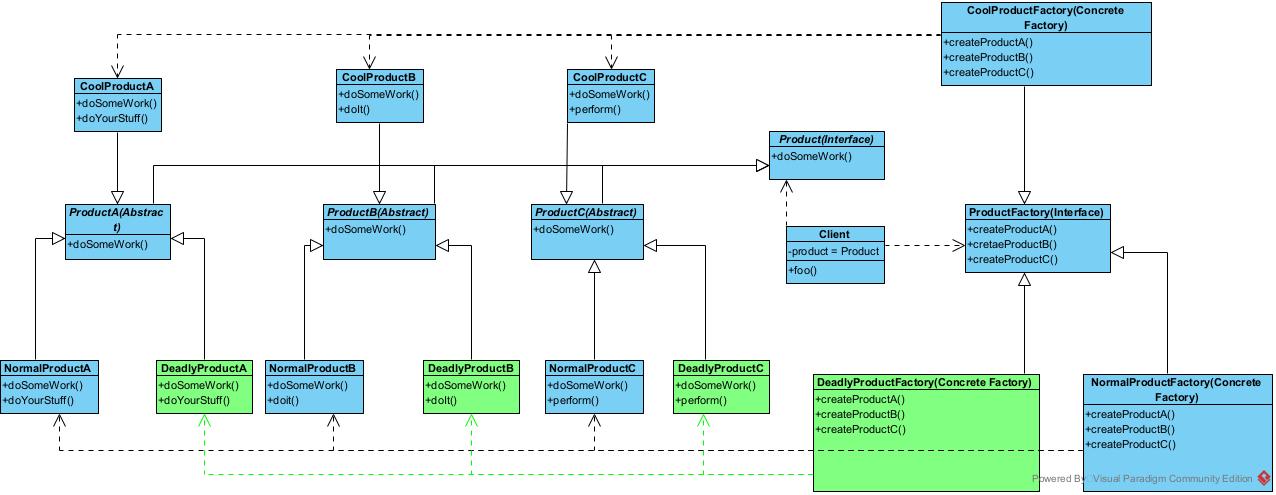 CoolProductFactory(Concrete
Factory)
+createProductA()
+createProductB()
+createProductC()
CoolProductA
+doSomeWork()
+doYourStuff()
CoolProductB
+doSomeWork()
+doIt()
CoolProductC
+doSomeWork()
+perform()
Product(Interface)
+doSomeWork()
ProductA(Abstrac
t)
+doSomeWork()
ProductB(Abstract)
+doSomeWork()
ProductC(Abstract)
+doSomeWork()
Client
-product = Product
+foo()
ProductFactory(Interface)
+createProductA()
+cretaeProductB()
+createProductC()
NormalProductA
+doSomeWork()
+doYourStuff()
DeadlyProductA
+doSomeWork()
+doYourStuff()
NormalProductB
+doSomeWork()
+doit()
DeadlyProductB
+doSomeWork()
+doIt()
NormalProductC
+doSomeWork()
+perform()
DeadlyProductC
+doSomeWork()
+perform()
DeadlyProductFactory(Concrete Factory)
+createProductA()
+createProductB()
+createProductC()
NormalProductFactory(Concrete
Factory)
+createProductA()
+createProductB()
+createProductC()
Powered By Visual Paradigm Community Edition